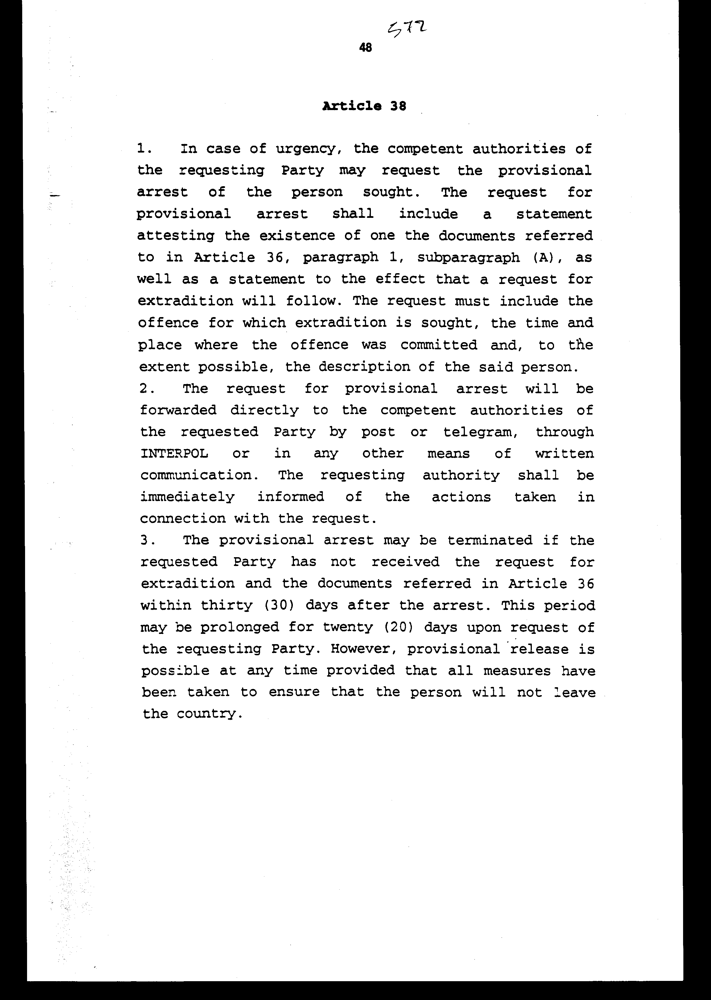 572
48
Article 38
1. In case of urgency, the competent authorities of
the requesting Party may request the provisional
arrest of the person sought. The request for
provisional arrest shall include a statement
attesting the existence of one the documents referred
to in Article 36, paragraph 1, subparagraph (A), as
well as a statement to the effect that a request for
extradition will follow. The request must include the
offence for which extradition is sought, the time and
place where the offence was committed and, to the
extent possible, the description of the said person.
2. The request for provisional arrest will be
forwarded directly to the competent authorities of
the requested Party by post or telegram, through
INTERPOL or in any other means of written
communication. The requesting authority shall be
immediately informed of the actions taken in
connection with the request.
3. The provisional arrest may be terminated if the
requested Party has not received the request for
extradition and the documents referred in Article 36
within thirty (30) days after the arrest. This period
may be prolonged for twenty (20) days upon request of
the requesting Party. However, provisional release is
possible at any time provided that all measures have
been taken to ensure that the person will not leave
the country.